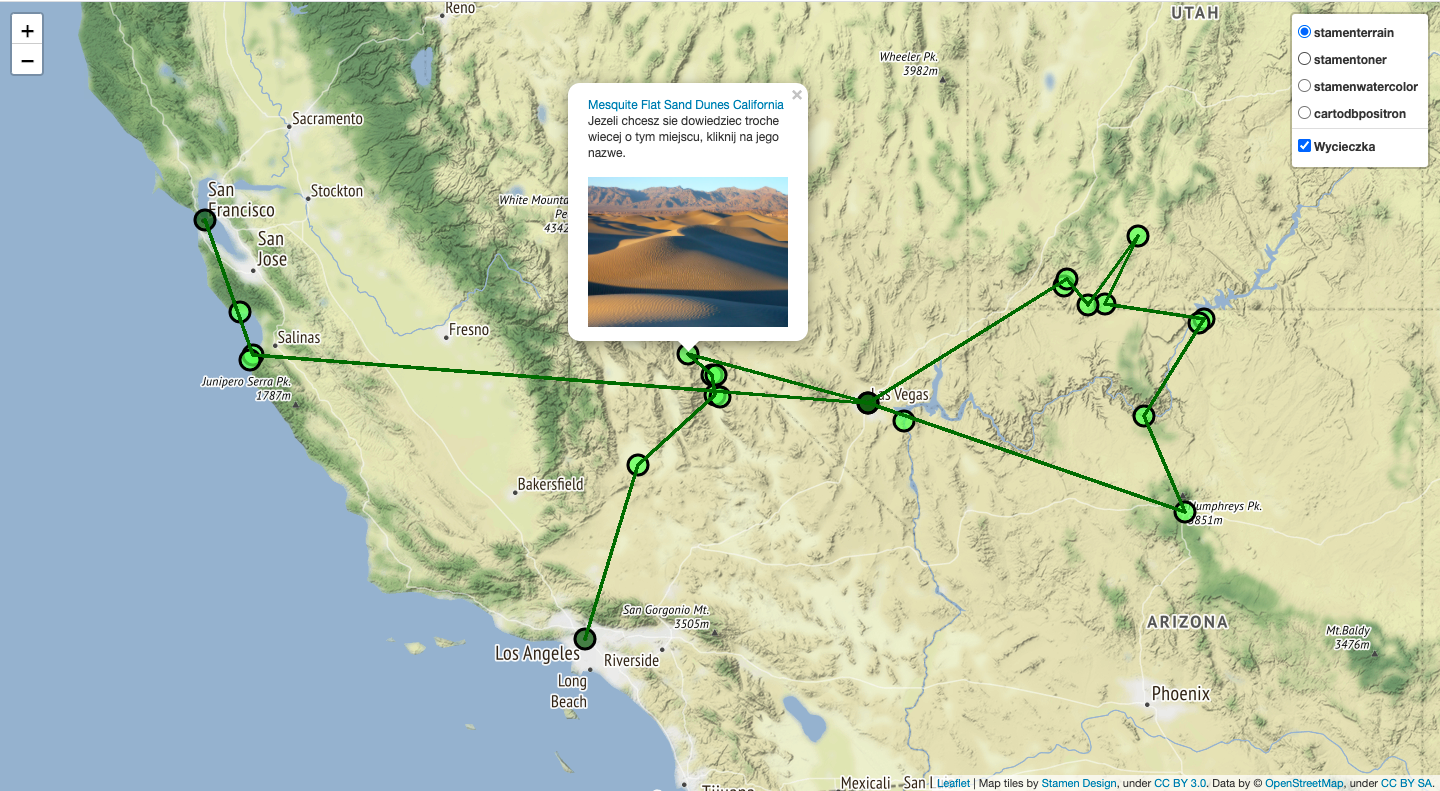 +
−
Reno
UTAH
Wheeler Pk.
3982m
stamenterrain
stamentoner
stamenwatercolor
cartodbpositron
Wycieczka
×
Mesquite Flat Sand Dunes California
Jezeli chcesz sie dowiedziec troche
wiecej o tym miejscu, kliknij na jego
nazwe.
Sacramento
Stockton
San
Francisco
White Mounta
Pe
4342
San
Jose
Salinas
Fresno
Junipero Serra Pk.
1787m
as Vegas
Bakersfield
umphreys Pk.
3851m
San Gorgonio Mt.
3505m
ARIZONA
Mt.Baldy
3476m
Los Angeles
Riverside
Long
Beach
Phoenix
Mexicali
San L
Leaflet | Map tiles by Stamen Design, under CC BY 3.0. Data by © OpenStreetMap, under CC BY SA.